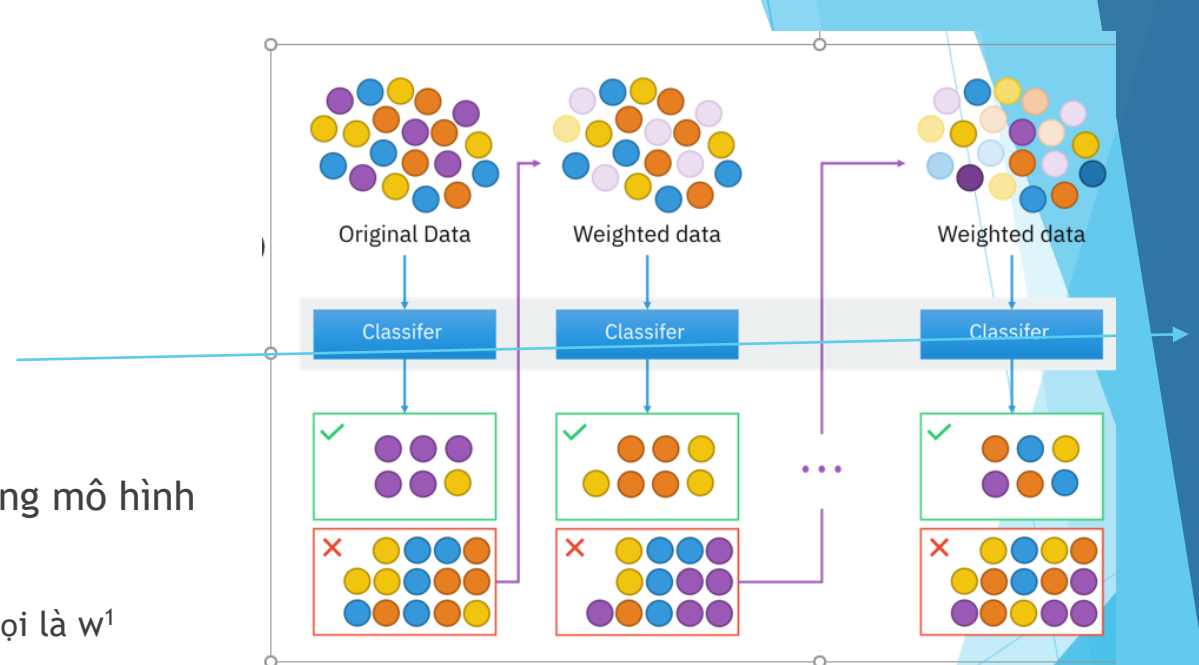 Original Data
Weighted data
Weighted data
Classifer
Classifer
Classifer
...
ng mô hình
ọi là w¹